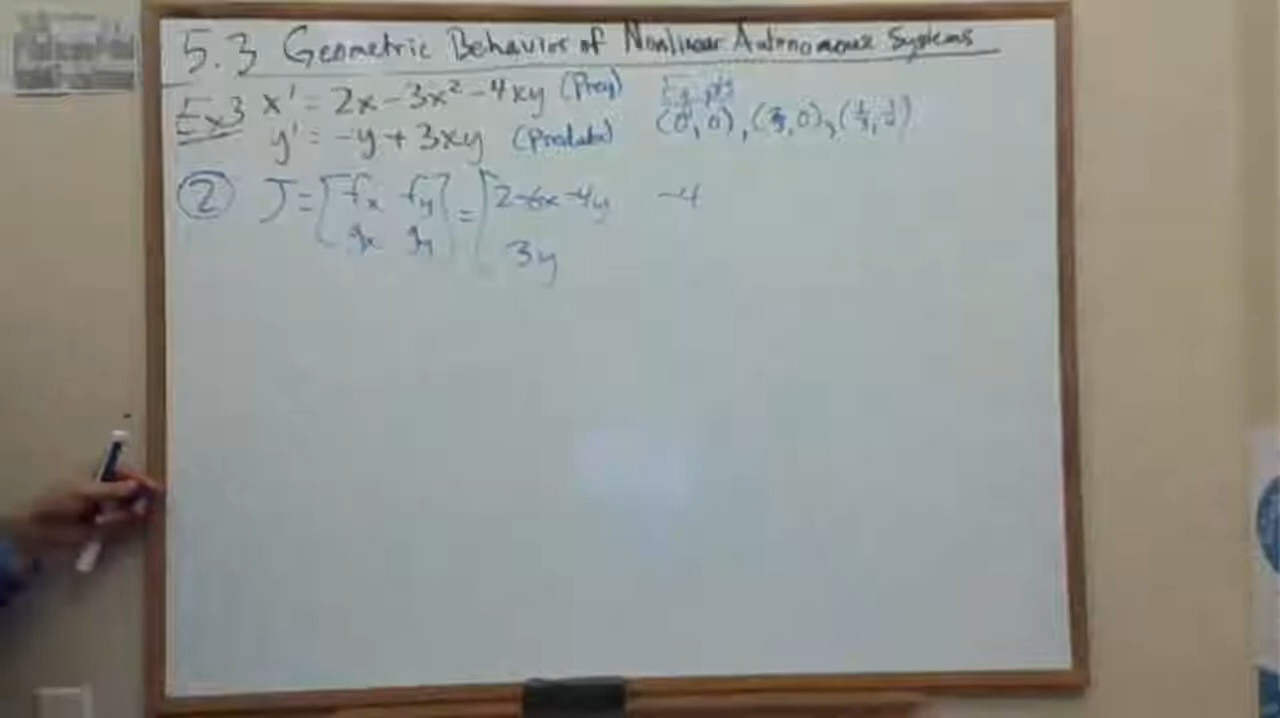 5.3 Geometric Behavior of Nonlinear Autonomous Systems
Ex3 x' = 2x - 3x² - 4xy (Prey) Eq. pts
y' = -y + 3xy (Predator) (0, 0), (2/3, 0), (1/3, 1/4)
② J = [fx fy = [2-6x-4y -4
gx gy] 3y